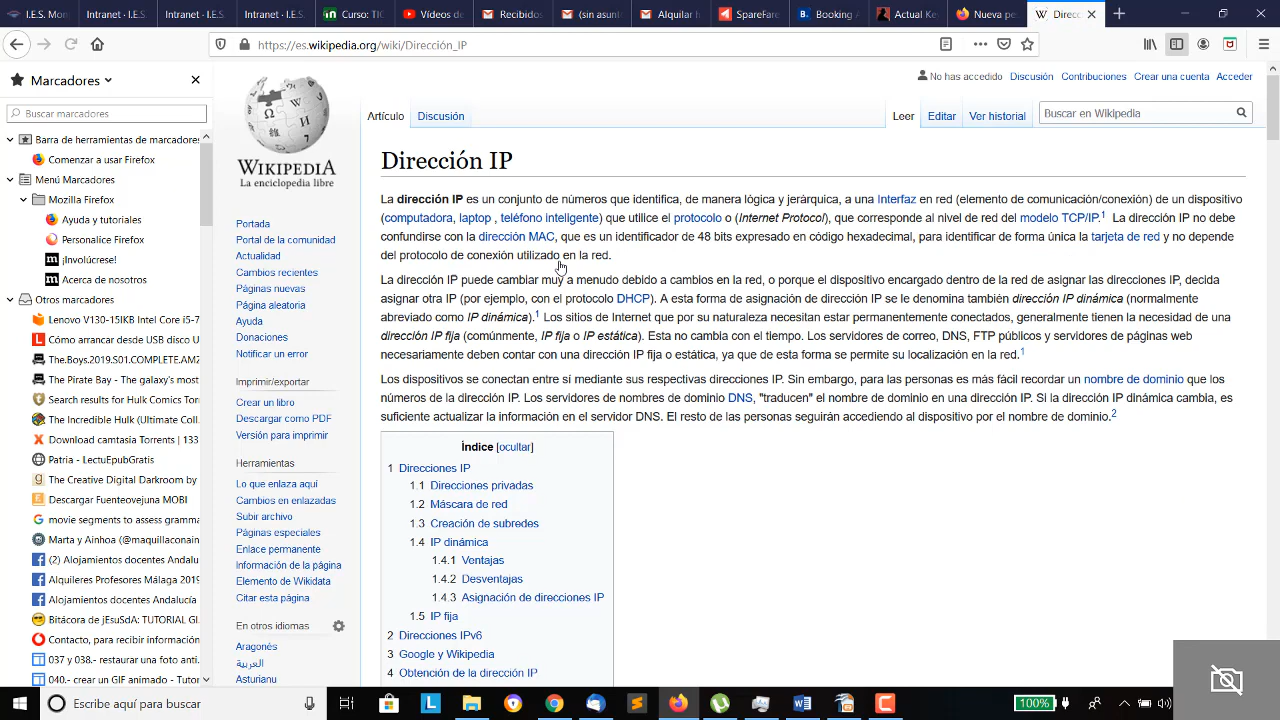 I.E.S. Mon
Intranet - I.E.S.
Intranet - I.E.S.
Intranet - I.E.S.
Curso: TIC
Vídeos de
Recibidos
(sin asunt
Alquilar h
SpareFare
Booking
Actual Ke
Nueva pe
Direcc
https://es.wikipedia.org/wiki/Dirección_IP
Marcadores
Buscar marcadores
Barra de herramientas de marcadores
Comenzar a usar Firefox
Menú Marcadores
Mozilla Firefox
Ayuda y tutoriales
Personalice Firefox
¡Involúcrese!
Acerca de nosotros
Otros marcadores
Lenovo V130-15IKB Intel Core i5-7
Cómo arrancar desde USB disco U
The.Boys.2019.S01.COMPLETE.AMZ
The Pirate Bay - The galaxy's most
Search results for Hulk Comics Torr
The Incredible Hulk (Ultimate Coll
Download camtasia Torrents | 133
Patria - LectuEpubGratis
The Creative Digital Darkroom by
Descargar Fuenteovejuna MOBI
movie segments to assess gramma
Marta y Ainhoa (@maquillaconain
(2) Alojamientos docentes Andaluc
Alquileres Profesores Málaga 2019
Alojamientos docentes Andalucía
Bitácora de jEsuSdA: TUTORIAL GI
Contacto, para recibir información
037 y 038.- restaurar una foto anti
040.- crear un GIF animado - Tutor
WIKIPEDIA
La enciclopedia libre
Portada
Portal de la comunidad
Actualidad
Cambios recientes
Páginas nuevas
Página aleatoria
Ayuda
Donaciones
Notificar un error
Imprimir/exportar
Crear un libro
Descargar como PDF
Versión para imprimir
Herramientas
Lo que enlaza aquí
Cambios en enlazadas
Subir archivo
Páginas especiales
Enlace permanente
Información de la página
Elemento de Wikidata
Citar esta página
En otros idiomas
Aragonés
العربية
Asturianu
No has accedido Discusión Contribuciones Crear una cuenta Acceder
Artículo Discusión Leer Editar Ver historial Buscar en Wikipedia
Dirección IP
La dirección IP es un conjunto de números que identifica, de manera lógica y jerárquica, a una Interfaz en red (elemento de comunicación/conexión) de un dispositivo
(computadora, laptop , teléfono inteligente) que utilice el protocolo o (Internet Protocol), que corresponde al nivel de red del modelo TCP/IP.1 La dirección IP no debe
confundirse con la dirección MAC, que es un identificador de 48 bits expresado en código hexadecimal, para identificar de forma única la tarjeta de red y no depende
del protocolo de conexión utilizado en la red.
La dirección IP puede cambiar muy a menudo debido a cambios en la red, o porque el dispositivo encargado dentro de la red de asignar las direcciones IP, decida
asignar otra IP (por ejemplo, con el protocolo DHCP). A esta forma de asignación de dirección IP se le denomina también dirección IP dinámica (normalmente
abreviado como IP dinámica).1 Los sitios de Internet que por su naturaleza necesitan estar permanentemente conectados, generalmente tienen la necesidad de una
dirección IP fija (comúnmente, IP fija o IP estática). Esta no cambia con el tiempo. Los servidores de correo, DNS, FTP públicos y servidores de páginas web
necesariamente deben contar con una dirección IP fija o estática, ya que de esta forma se permite su localización en la red.1
Los dispositivos se conectan entre sí mediante sus respectivas direcciones IP. Sin embargo, para las personas es más fácil recordar un nombre de dominio que los
números de la dirección IP. Los servidores de nombres de dominio DNS, "traducen" el nombre de dominio en una dirección IP. Si la dirección IP dinámica cambia, es
suficiente actualizar la información en el servidor DNS. El resto de las personas seguirán accediendo al dispositivo por el nombre de dominio.2
Índice [ocultar]
1 Direcciones IP
1.1 Direcciones privadas
1.2 Máscara de red
1.3 Creación de subredes
1.4 IP dinámica
1.4.1 Ventajas
1.4.2 Desventajas
1.4.3 Asignación de direcciones IP
1.5 IP fija
2 Direcciones IPv6
3 Google y Wikipedia
4 Obtención de la dirección IP
Escribe aquí para buscar
100%